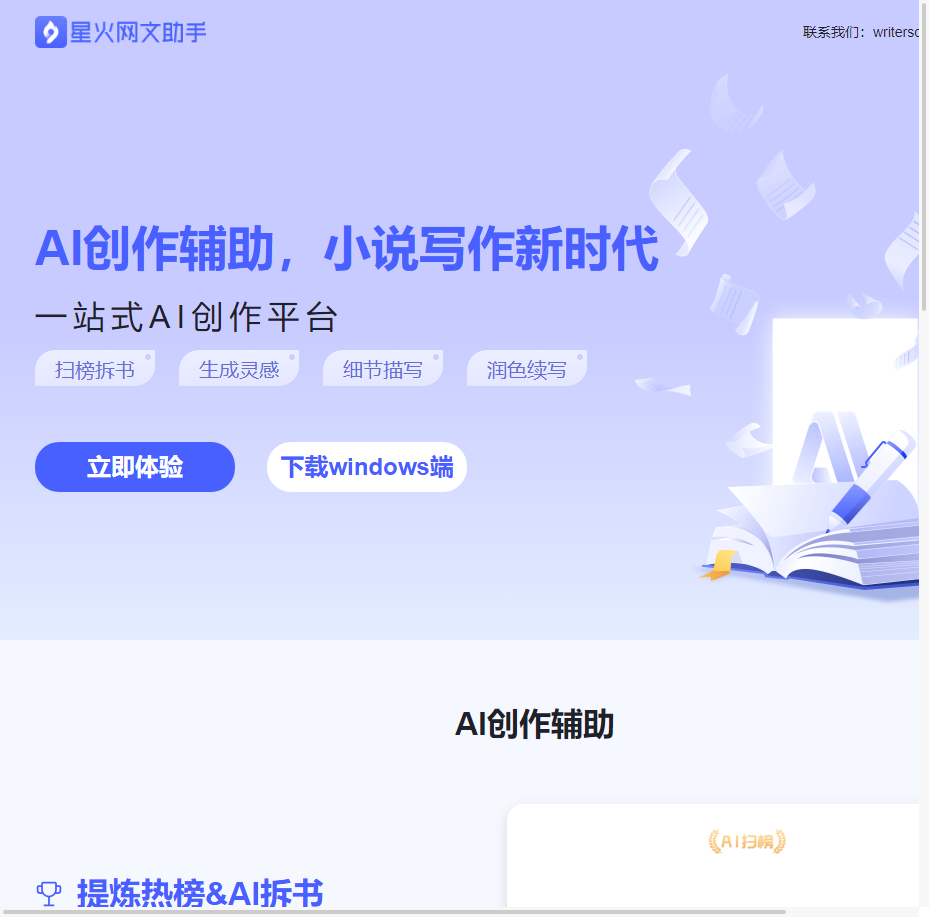 星火网文助手
联系我们：writersc
AI创作辅助，小说写作新时代
一站式AI创作平台
扫榜拆书 生成灵感 细节描写 润色续写
立即体验 下载windows端
AI创作辅助
AI扫榜
提炼热榜&AI拆书